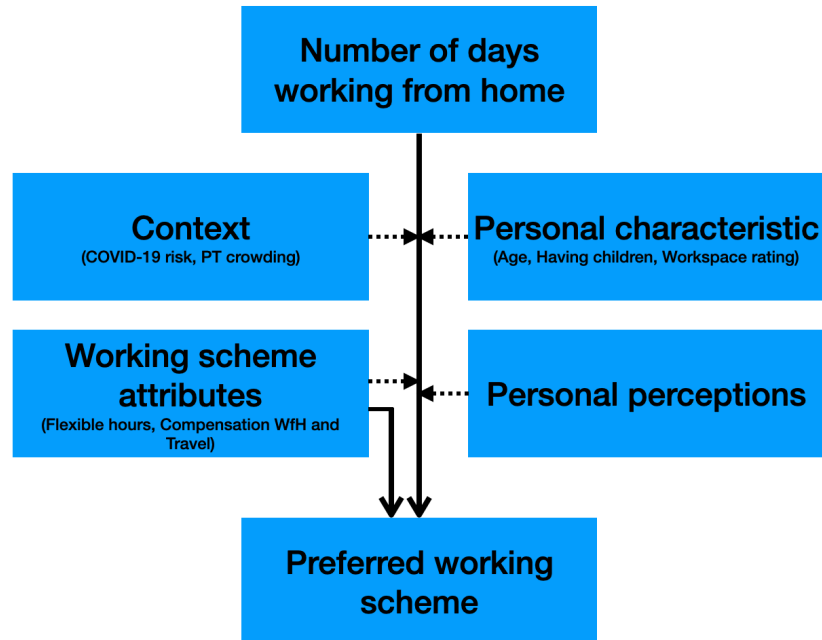 Number of days
working from home
Context
(COVID-19 risk, PT crowding)
Personal characteristic
(Age, Having children, Workspace rating)
Working scheme
attributes
(Flexible hours, Compensation WfH and
Travel)
Personal perceptions
Preferred working
scheme